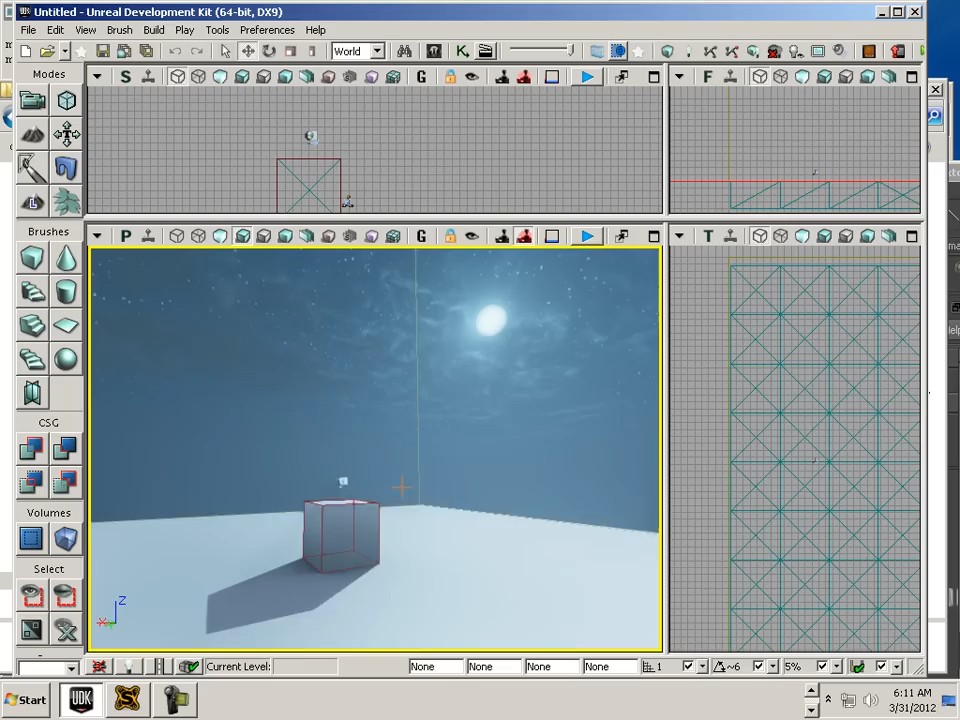 Untitled - Unreal Development Kit (64-bit, DX9)
File Edit View Brush Build Play Tools Preferences Help
World
Modes
S G F
L
Brushes
P G T
CSG
Volumes
Select
Z
X
Current Level: None None None None 1 ~6 5%
Start UDK 6:11 AM
3/31/2012